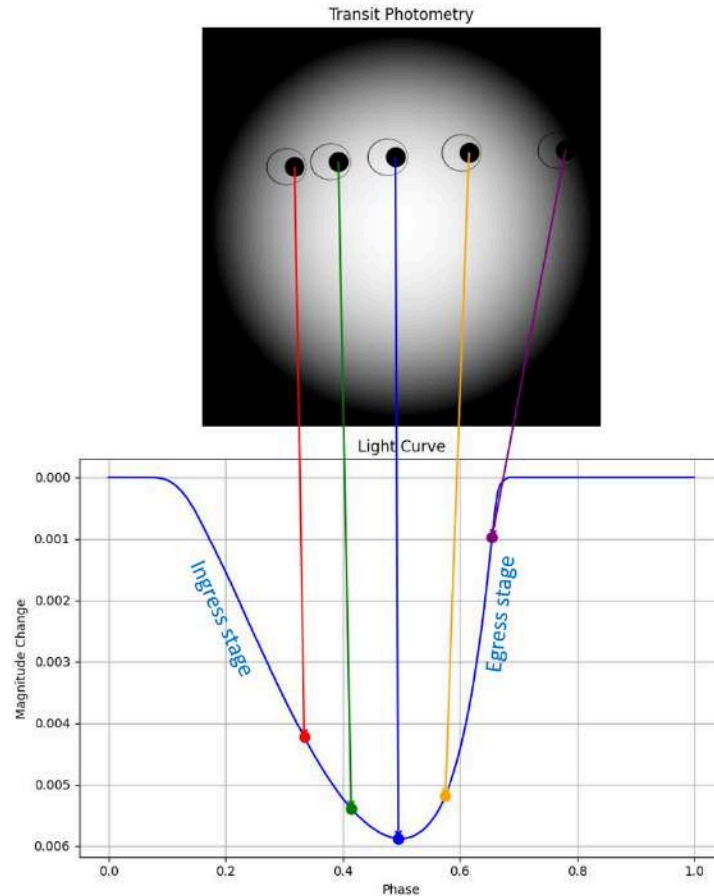 Transit Photometry
Light Curve
0.000
0.001
0.002
0.003
0.004
0.005
0.006
Magnitude Change
Ingress stage
Egress stage
0.0 0.2 0.4 0.6 0.8 1.0
Phase